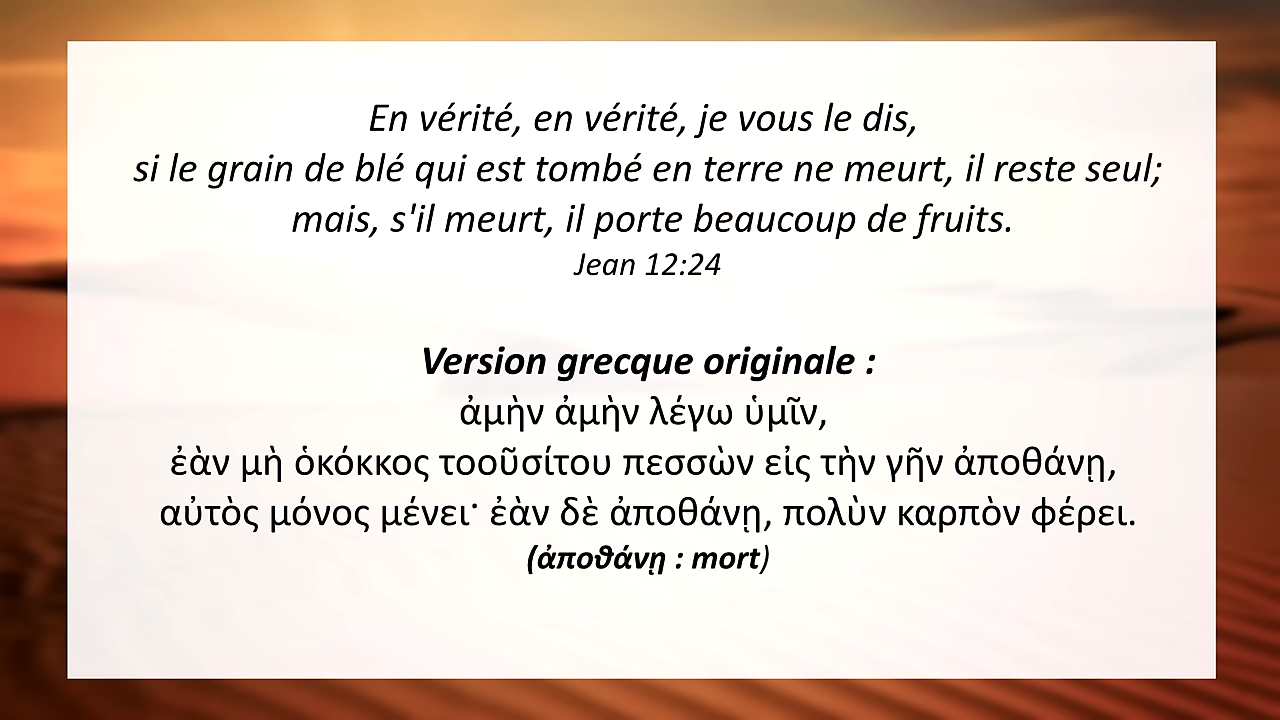 En vérité, en vérité, je vous le dis,
si le grain de blé qui est tombé en terre ne meurt, il reste seul;
mais, s'il meurt, il porte beaucoup de fruits.
Jean 12:24
Version grecque originale :
ἀμὴν ἀμὴν λέγω ὑμῖν,
ἐὰν μὴ ὁκόκκος τοοῦσίτου πεσσὼν εἰς τὴν γῆν ἀποθάνῃ,
αὐτὸς μόνος μένει· ἐὰν δὲ ἀποθάνῃ, πολὺν καρπὸν φέρει.
(ἀποθάνῃ : mort)